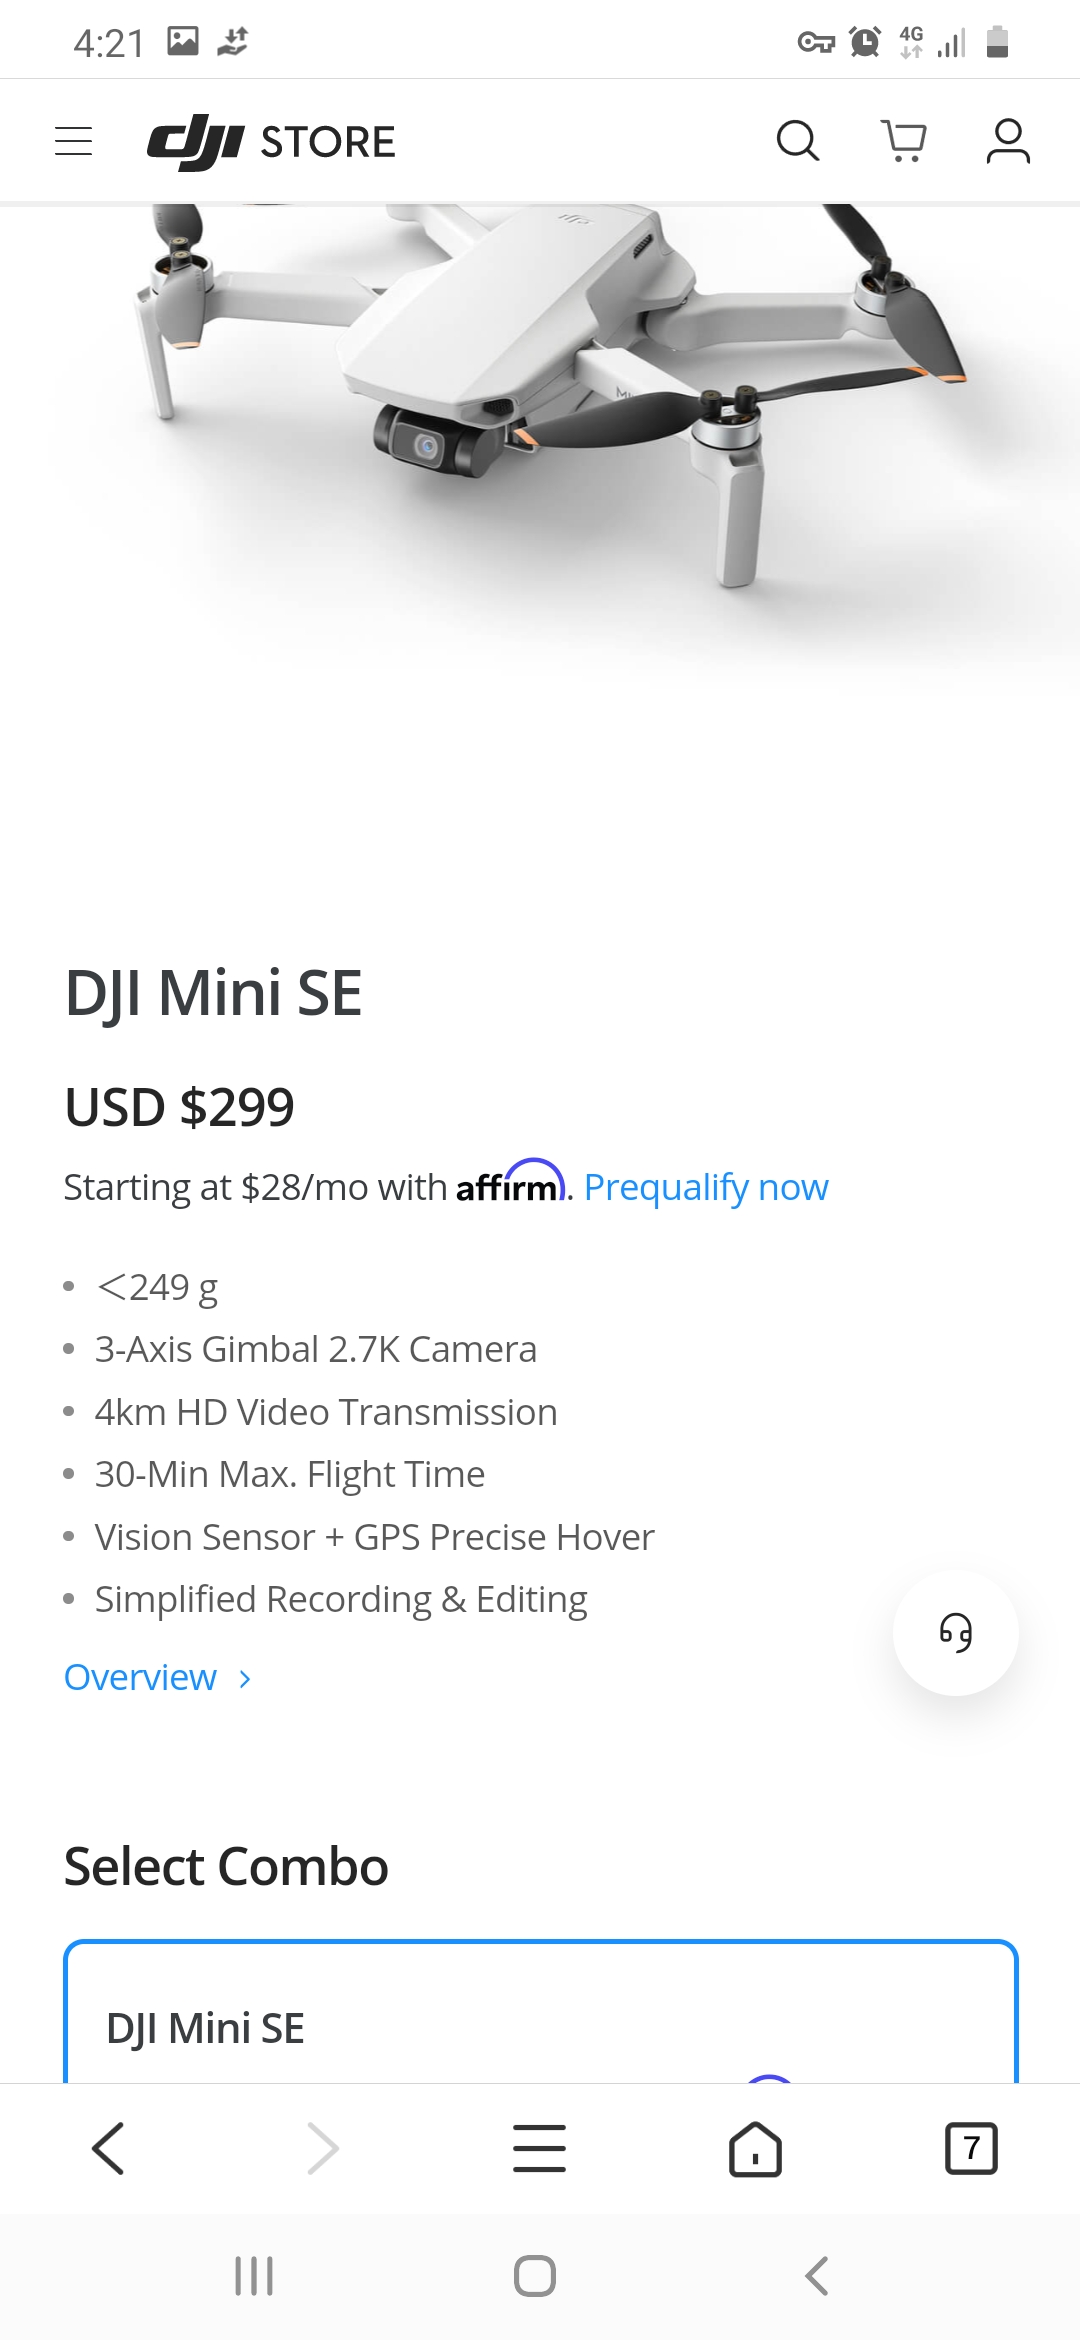 4:21
4G
dji STORE
DJI Mini SE
USD $299
Starting at $28/mo with affirm. Prequalify now
<249 g
3-Axis Gimbal 2.7K Camera
4km HD Video Transmission
30-Min Max. Flight Time
Vision Sensor + GPS Precise Hover
Simplified Recording & Editing
Overview >
Select Combo
DJI Mini SE
7